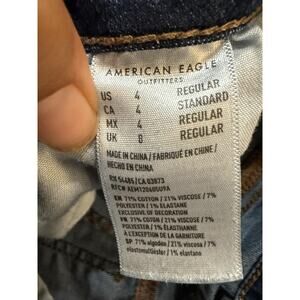 AMERICAN EAGLE
OUTFITTERS
US 4 REGULAR
CA 4 STANDARD
MX 4 REGULAR
UK 8 REGULAR
MADE IN CHINA / FABRIQUÉ EN CHINE /
HECHO EN CHINA
RN 54485/CA 03873
EN 71% COTTON / 21% VISCOSE / 7%
POLYESTER / 1% ELASTANE
EXCLUSIVE OF DECORATION
FR 71% COTON / 21% VISCOSE / 7%
POLYESTER / 1% ÉLASTHANNE
À L'EXCEPTION DE LA GARNITURE
SP 71% algodón / 21% viscosa / 7%
/ 1% elastano